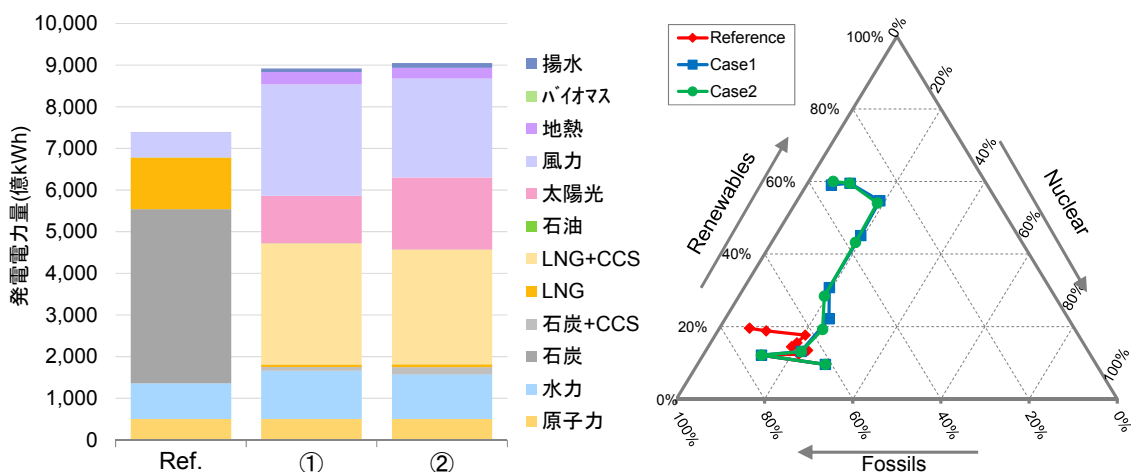 発電電力量(億kWh)
10,000
9,000
8,000
7,000
6,000
5,000
4,000
3,000
2,000
1,000
0
Ref.
①
②
揚水
バイオマス
地熱
風力
太陽光
石油
LNG+CCS
LNG
石炭+CCS
石炭
水力
原子力
Reference
Case1
Case2
100%
80%
60%
40%
20%
0%
0%
20%
40%
60%
80%
100%
100%
80%
60%
40%
20%
0%
Renewables
Nuclear
Fossils